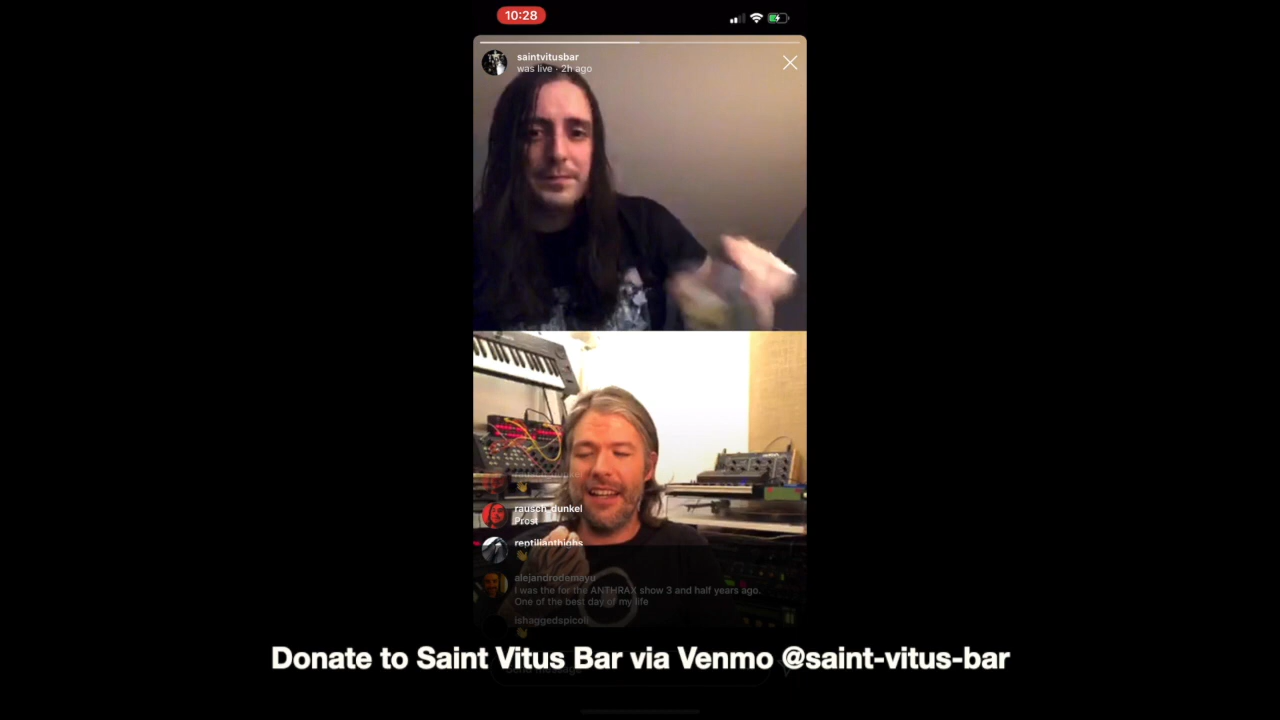 10:28
saintvitusbar
was live · 2h ago
rausch_dunkel
Prost
reptilianthighs
alejandrodemayu
I was the for the ANTHRAX show 3 and half years ago.
One of the best day of my life
ishaggedspicoli
Donate to Saint Vitus Bar via Venmo @saint-vitus-bar